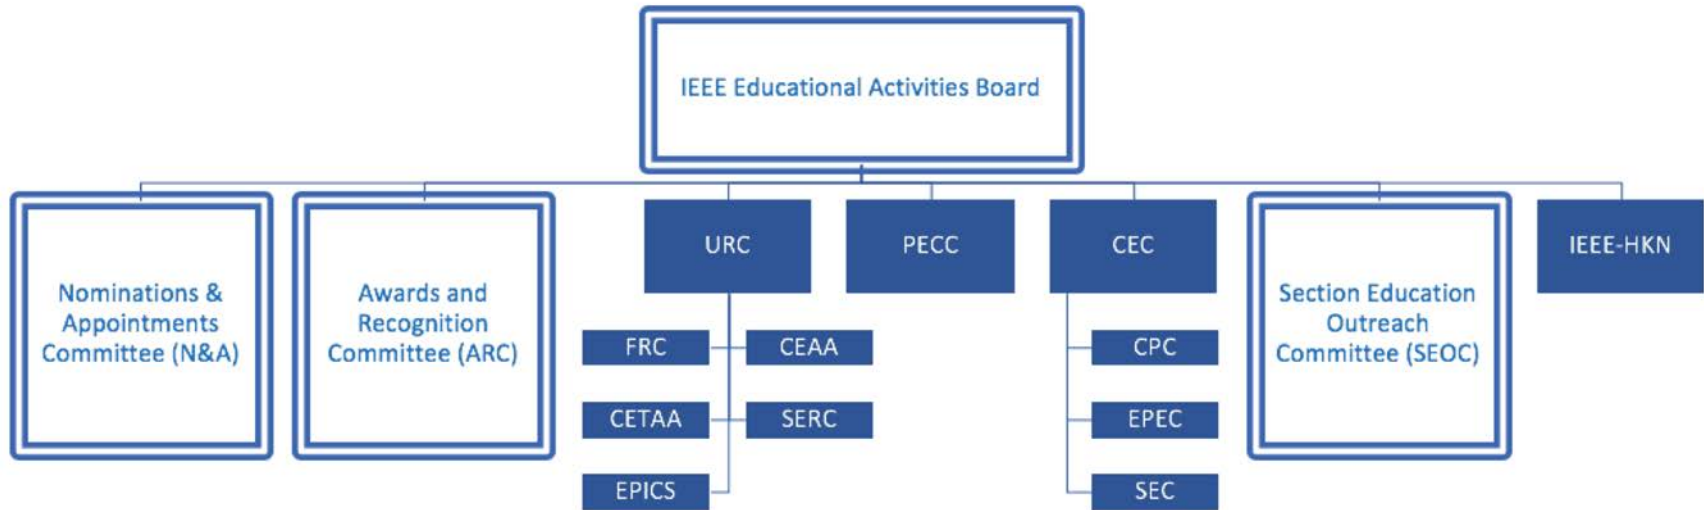 IEEE Educational Activities Board
Nominations &
Appointments
Committee (N&A)
Awards and
Recognition
Committee (ARC)
URC
PECC
CEC
Section Education
Outreach
Committee (SEOC)
IEEE-HKN
FRC
CEAA
CETAA
SERC
EPICS
CPC
EPEC
SEC